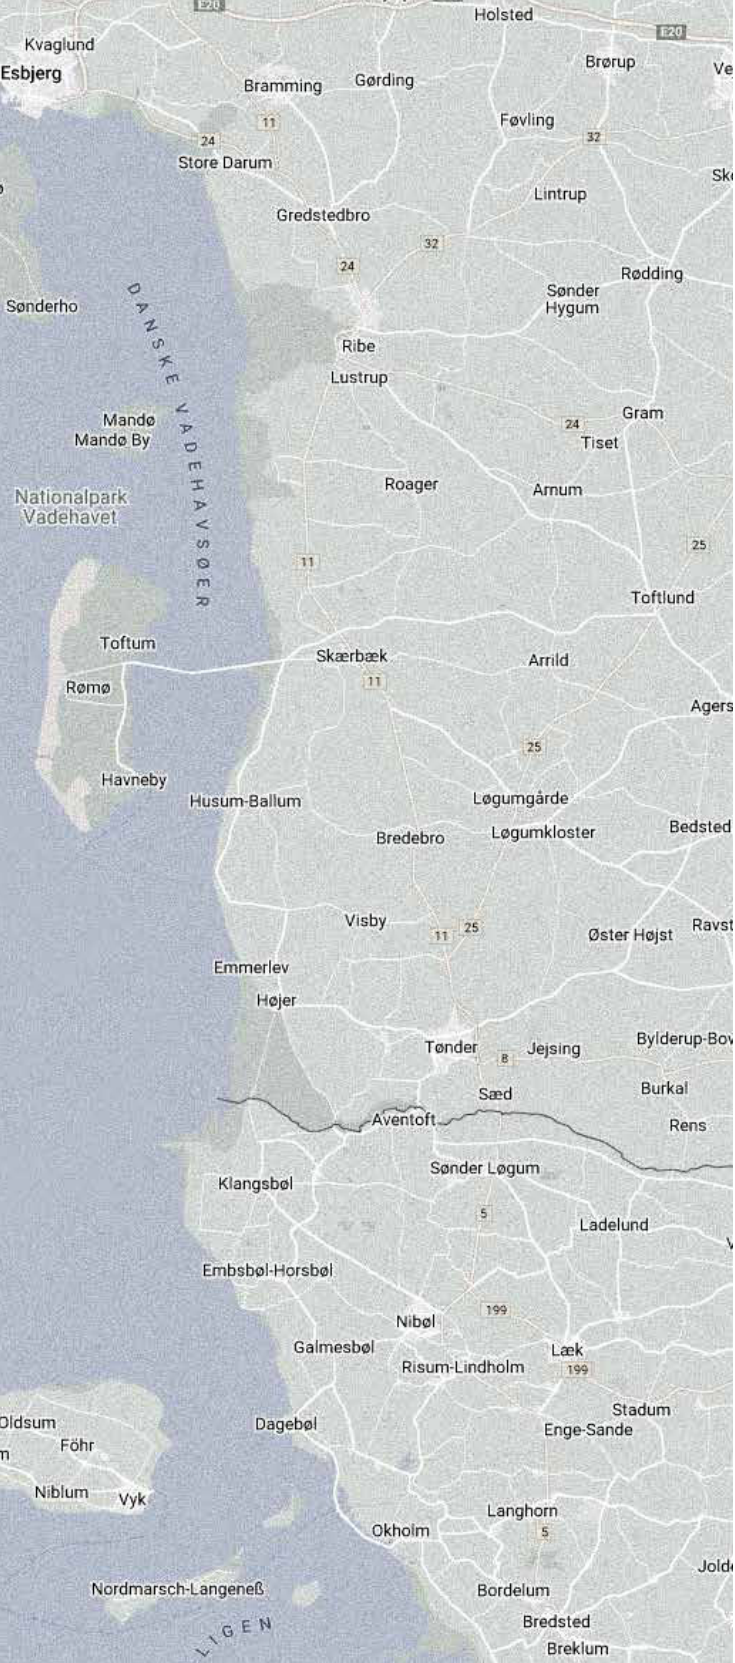 E20
Holsted
E20
Kvaglund
Esbjerg
Brørup
Ve
Bramming
Gørding
11
Føvling
24
32
Store Darum
Sk
Lintrup
Gredstedbro
32
24
Rødding
Sønder
Hygum
Sønderho
DANSKE VADEHAVSØER
Ribe
Lustrup
Mandø
Mandø By
Gram
24
Tiset
Roager
Arnum
Nationalpark
Vadehavet
25
11
Toftlund
Toftum
Skærbæk
Arrild
11
Rømø
Agers
25
Havneby
Husum-Ballum
Løgumgårde
Løgumkloster
Bedsted
Bredebro
Visby
11
25
Øster Højst
Ravst
Emmerlev
Højer
Tønder
8
Jejsing
Bylderup-Bov
Sæd
Burkal
Aventoft
Rens
Sønder Løgum
Klangsbøl
5
Ladelund
Embsbøl-Horsbøl
199
Nibøl
Galmesbøl
Læk
Risum-Lindholm
199
Stadum
Dagebøl
Enge-Sande
Oldsum
Föhr
m
Niblum
Vyk
Langhorn
Okholm
5
Jolde
Nordmarsch-Langeneß
Bordelum
LIGEN
Bredsted
Breklum